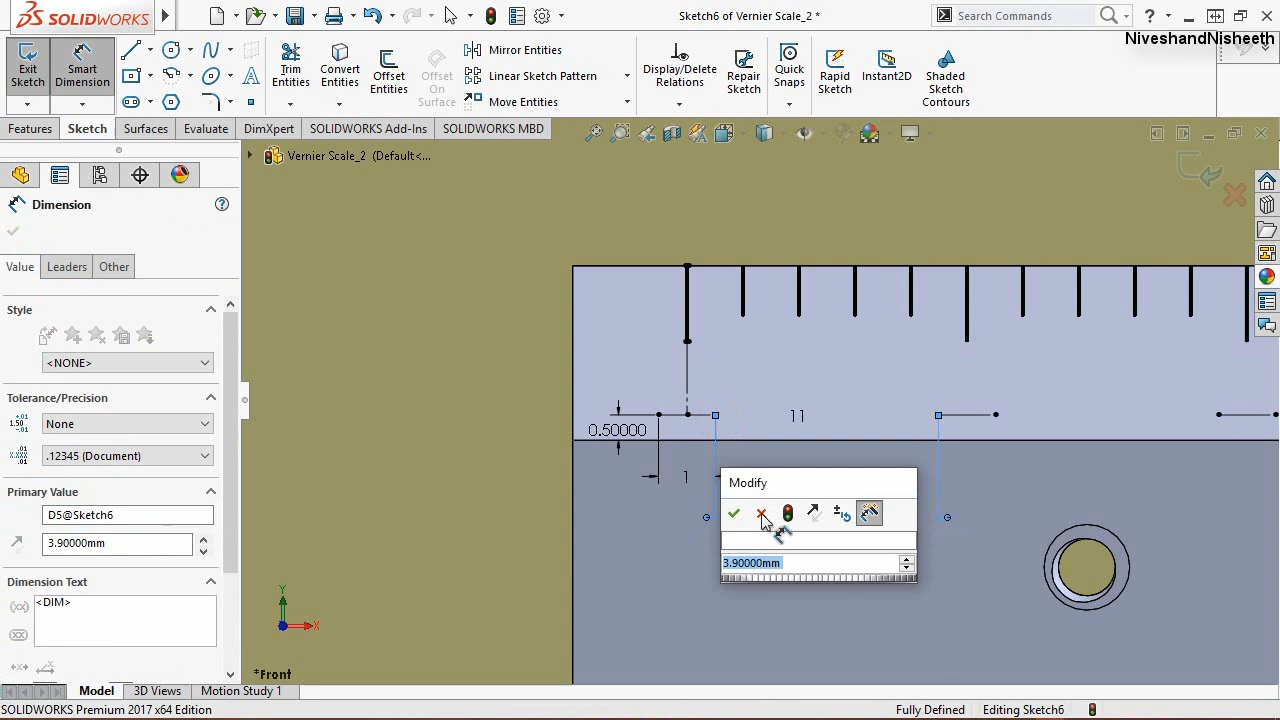 SOLIDWORKS
Sketch6 of Vernier Scale_2 *
Search Commands
NiveshandNisheeth
Exit Sketch
Smart Dimension
Trim Entities
Convert Entities
Offset Entities
Offset On Surface
Mirror Entities
Linear Sketch Pattern
Move Entities
Display/Delete Relations
Repair Sketch
Quick Snaps
Rapid Sketch
Instant2D
Shaded Sketch Contours
Features
Sketch
Surfaces
Evaluate
DimXpert
SOLIDWORKS Add-Ins
SOLIDWORKS MBD
Vernier Scale_2 (Default<...
Dimension
Value
Leaders
Other
Style
<NONE>
Tolerance/Precision
None
.12345 (Document)
Primary Value
D5@Sketch6
3.90000mm
Dimension Text
<DIM>
11
0.50000
1
Modify
3.90000mm
Y
X
*Front
Model
3D Views
Motion Study 1
SOLIDWORKS Premium 2017 x64 Edition
Fully Defined
Editing Sketch6